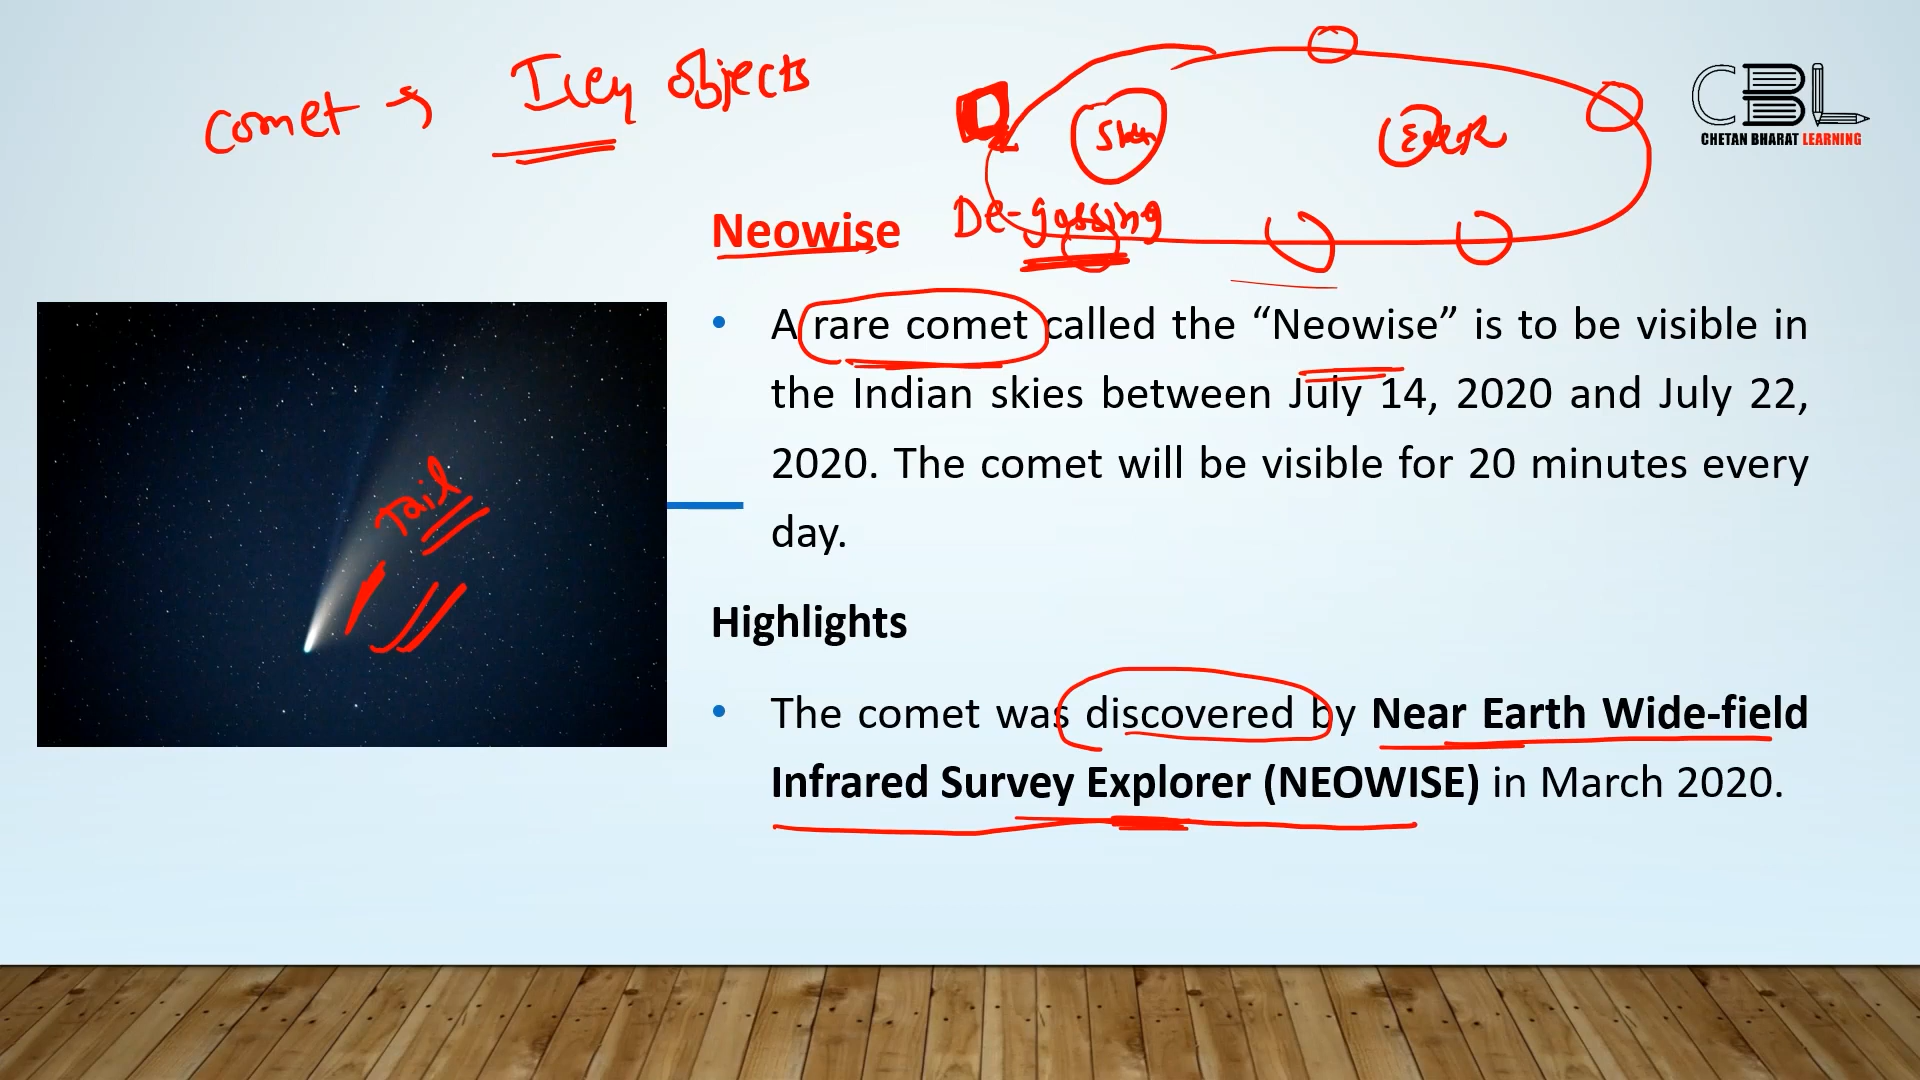 comet → Icey objects
CBL
CHETAN BHARAT LEARNING
Sun
Earth
De-gassing
Neowise
• A rare comet called the “Neowise” is to be visible in
the Indian skies between July 14, 2020 and July 22,
2020. The comet will be visible for 20 minutes every
day.
Tail
Highlights
• The comet was discovered by Near Earth Wide-field
Infrared Survey Explorer (NEOWISE) in March 2020.